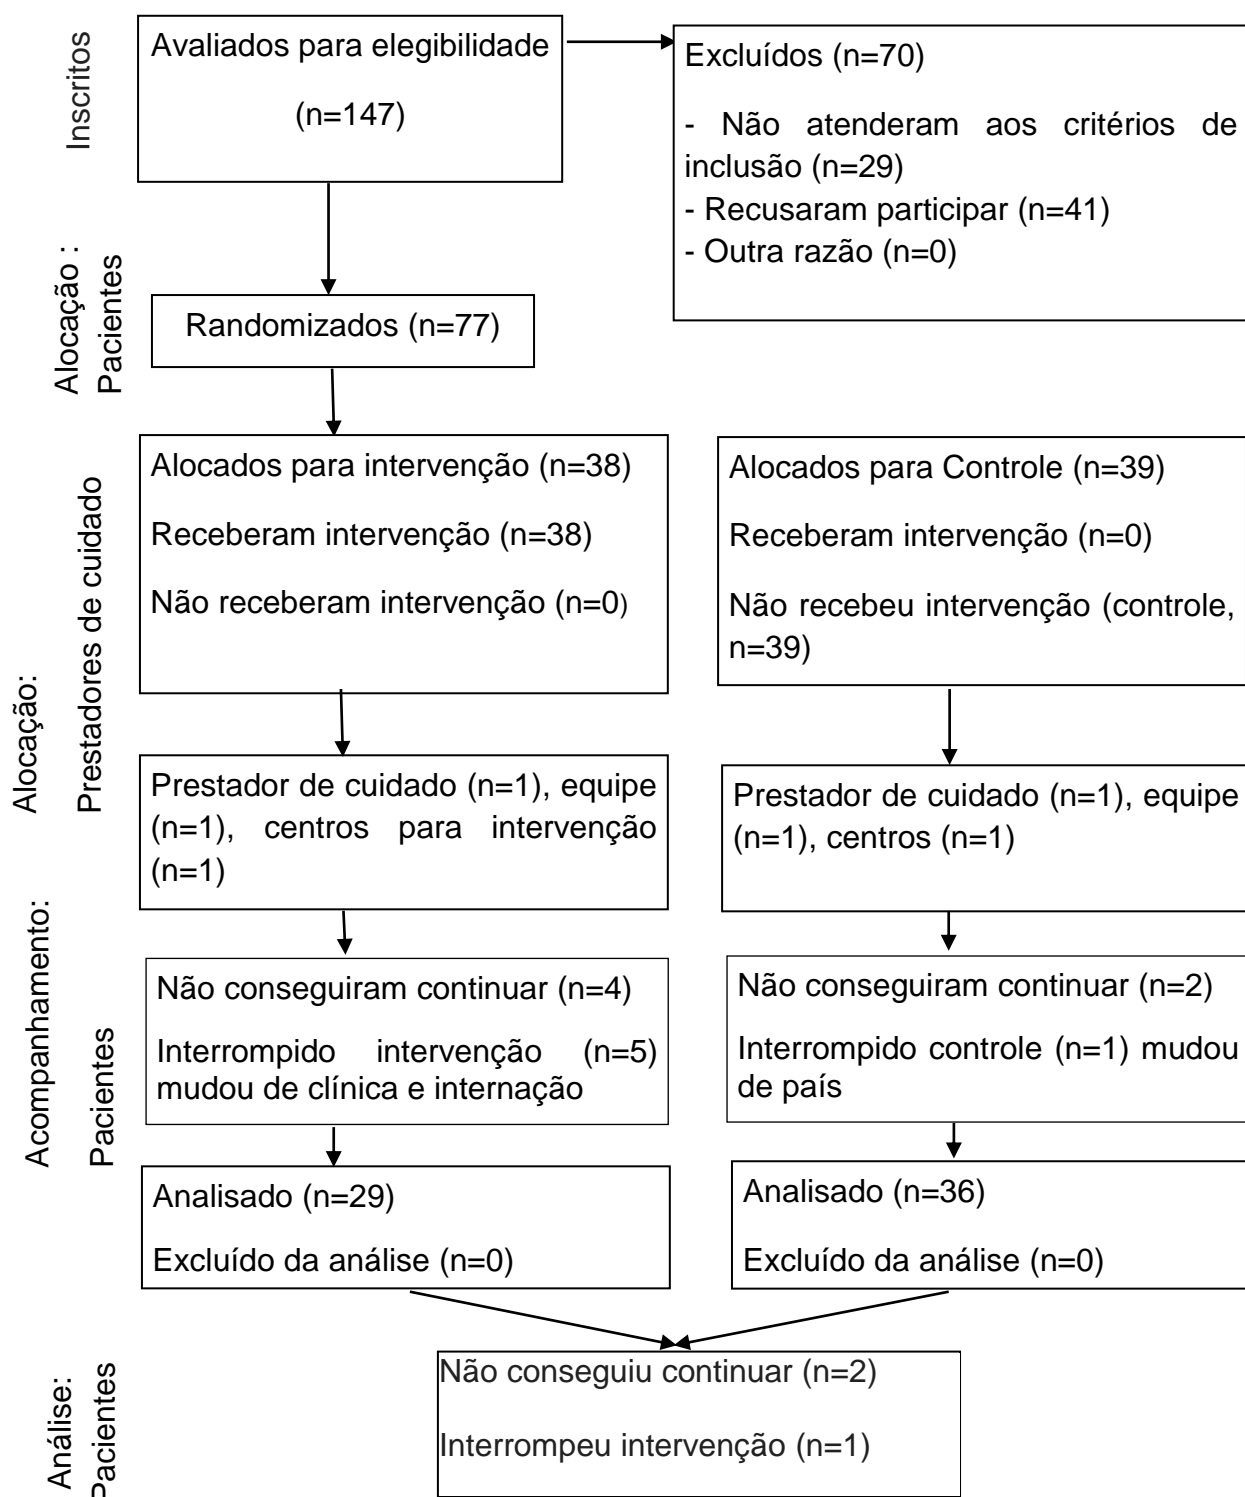 Inscritos
Avaliados para elegibilidade
(n=147)
Excluídos (n=70)
- Não atenderam aos critérios de
inclusão (n=29)
- Recusaram participar (n=41)
- Outra razão (n=0)
Alocação :
Pacientes
Randomizados (n=77)
Alocação:
Prestadores de cuidado
Alocados para intervenção (n=38)
Receberam intervenção (n=38)
Não receberam intervenção (n=0)
Alocados para Controle (n=39)
Receberam intervenção (n=0)
Não recebeu intervenção (controle,
n=39)
Prestador de cuidado (n=1), equipe
(n=1), centros para intervenção
(n=1)
Prestador de cuidado (n=1), equipe
(n=1), centros (n=1)
Acompanhamento:
Pacientes
Não conseguiram continuar (n=4)
Interrompido intervenção (n=5)
mudou de clínica e internação
Não conseguiram continuar (n=2)
Interrompido controle (n=1) mudou
de país
Analisado (n=29)
Excluído da análise (n=0)
Analisado (n=36)
Excluído da análise (n=0)
Análise:
Pacientes
Não conseguiu continuar (n=2)
Interrompeu intervenção (n=1)